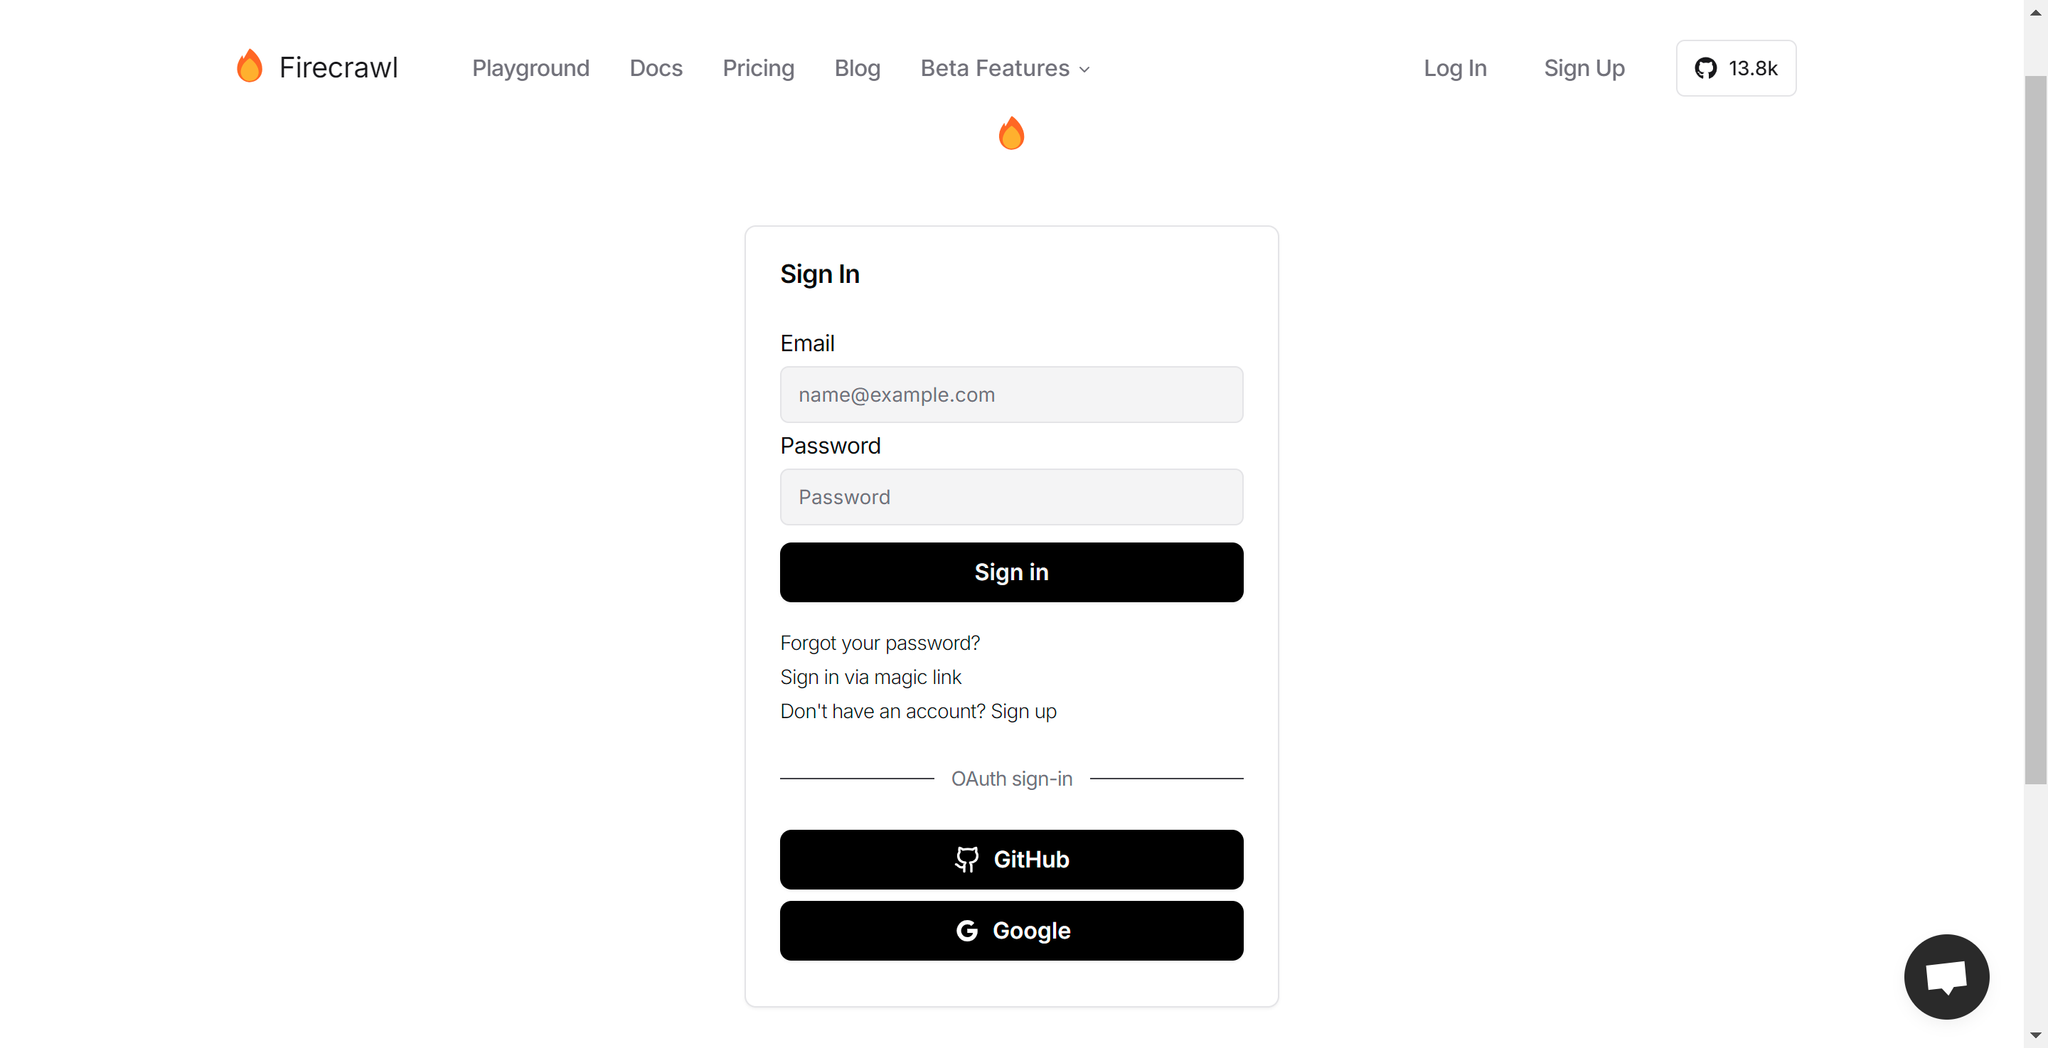 Firecrawl Playground Docs Pricing Blog Beta Features Log In Sign Up 13.8k
Sign In
Email
name@example.com
Password
Password
Sign in
Forgot your password?
Sign in via magic link
Don't have an account? Sign up
OAuth sign-in
GitHub
Google